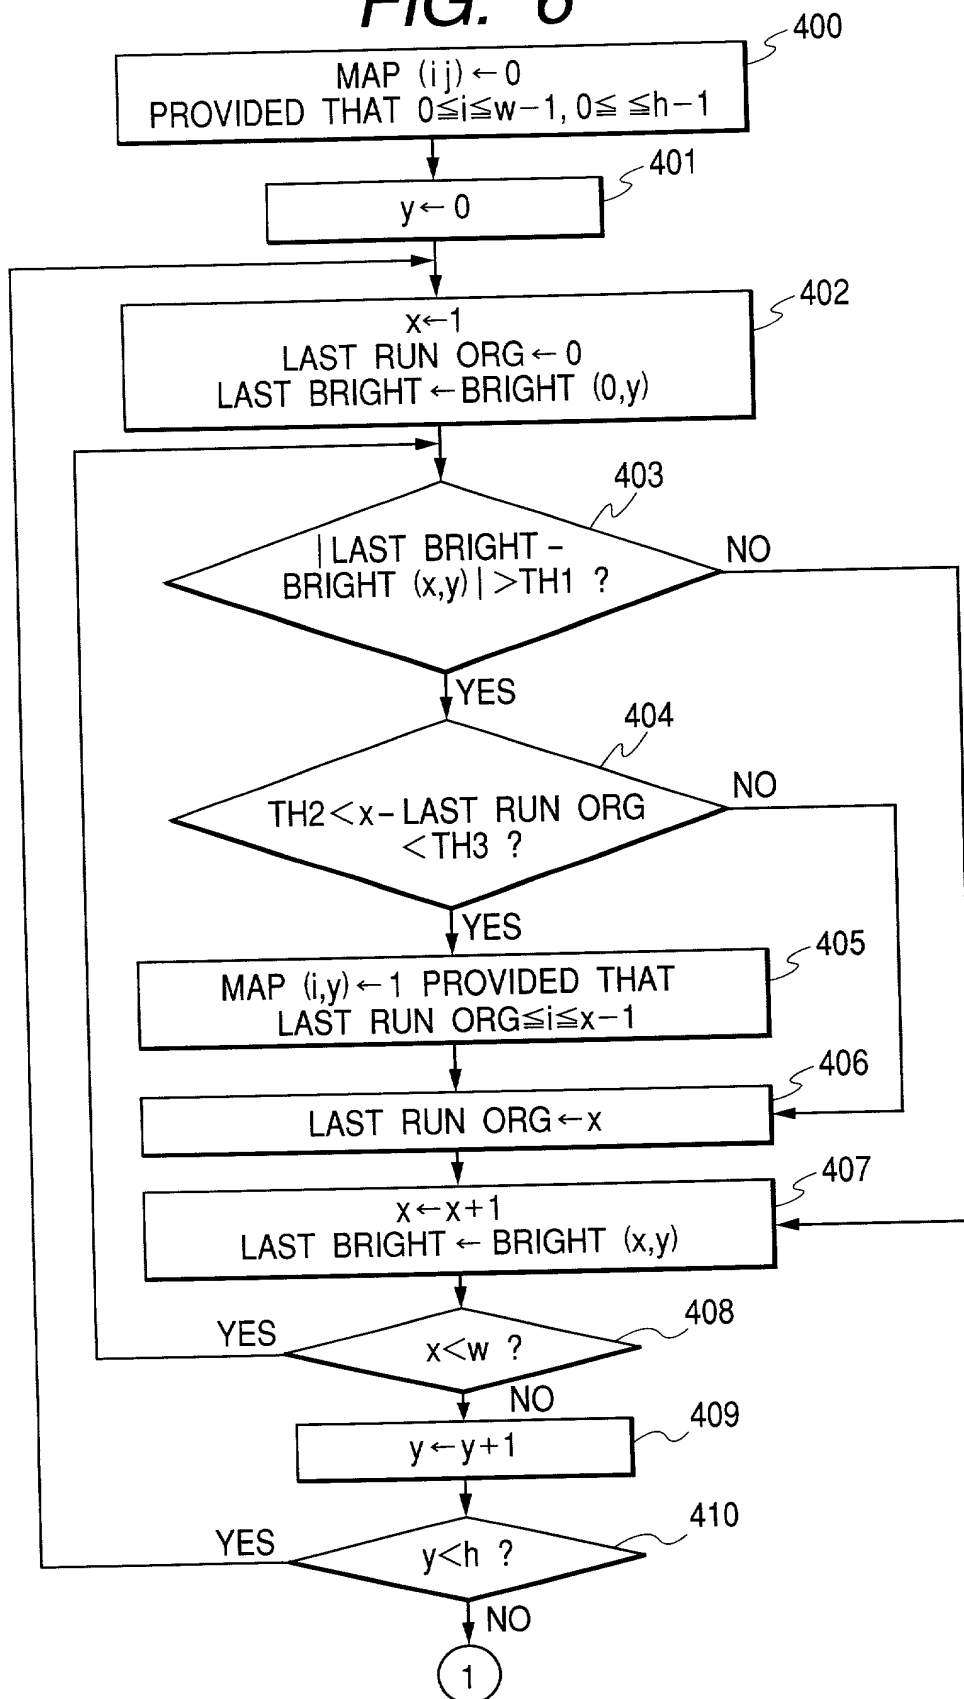 FIG. 6
400
MAP (i j)←0
PROVIDED THAT 0≦i≦w−1, 0≦ ≦h−1
401
y←0
402
x←1
LAST RUN ORG←0
LAST BRIGHT←BRIGHT (0,y)
403
|LAST BRIGHT−
BRIGHT (x,y)|>TH1 ?
NO
YES
404
TH2<x−LAST RUN ORG
<TH3 ?
NO
YES
405
MAP (i,y)←1 PROVIDED THAT
LAST RUN ORG≦i≦x−1
406
LAST RUN ORG←x
407
x←x+1
LAST BRIGHT←BRIGHT (x,y)
408
YES
x<w ?
NO
409
y←y+1
410
YES
y<h ?
NO
1